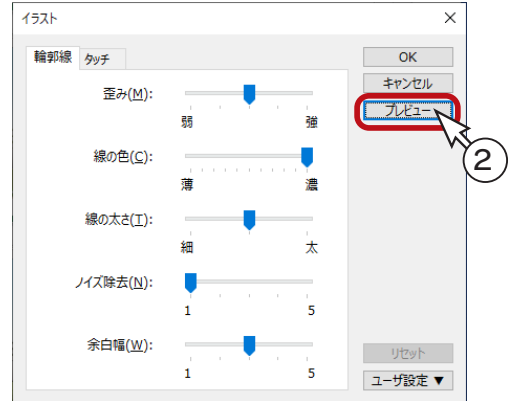 イラスト
輪郭線 タッチ
OK
キャンセル
プレビュー
②
歪み(M):
弱 強
線の色(C):
薄 濃
線の太さ(T):
細 太
ノイズ除去(N):
1 5
余白幅(W):
1 5
リセット
ユーザ設定 ▼